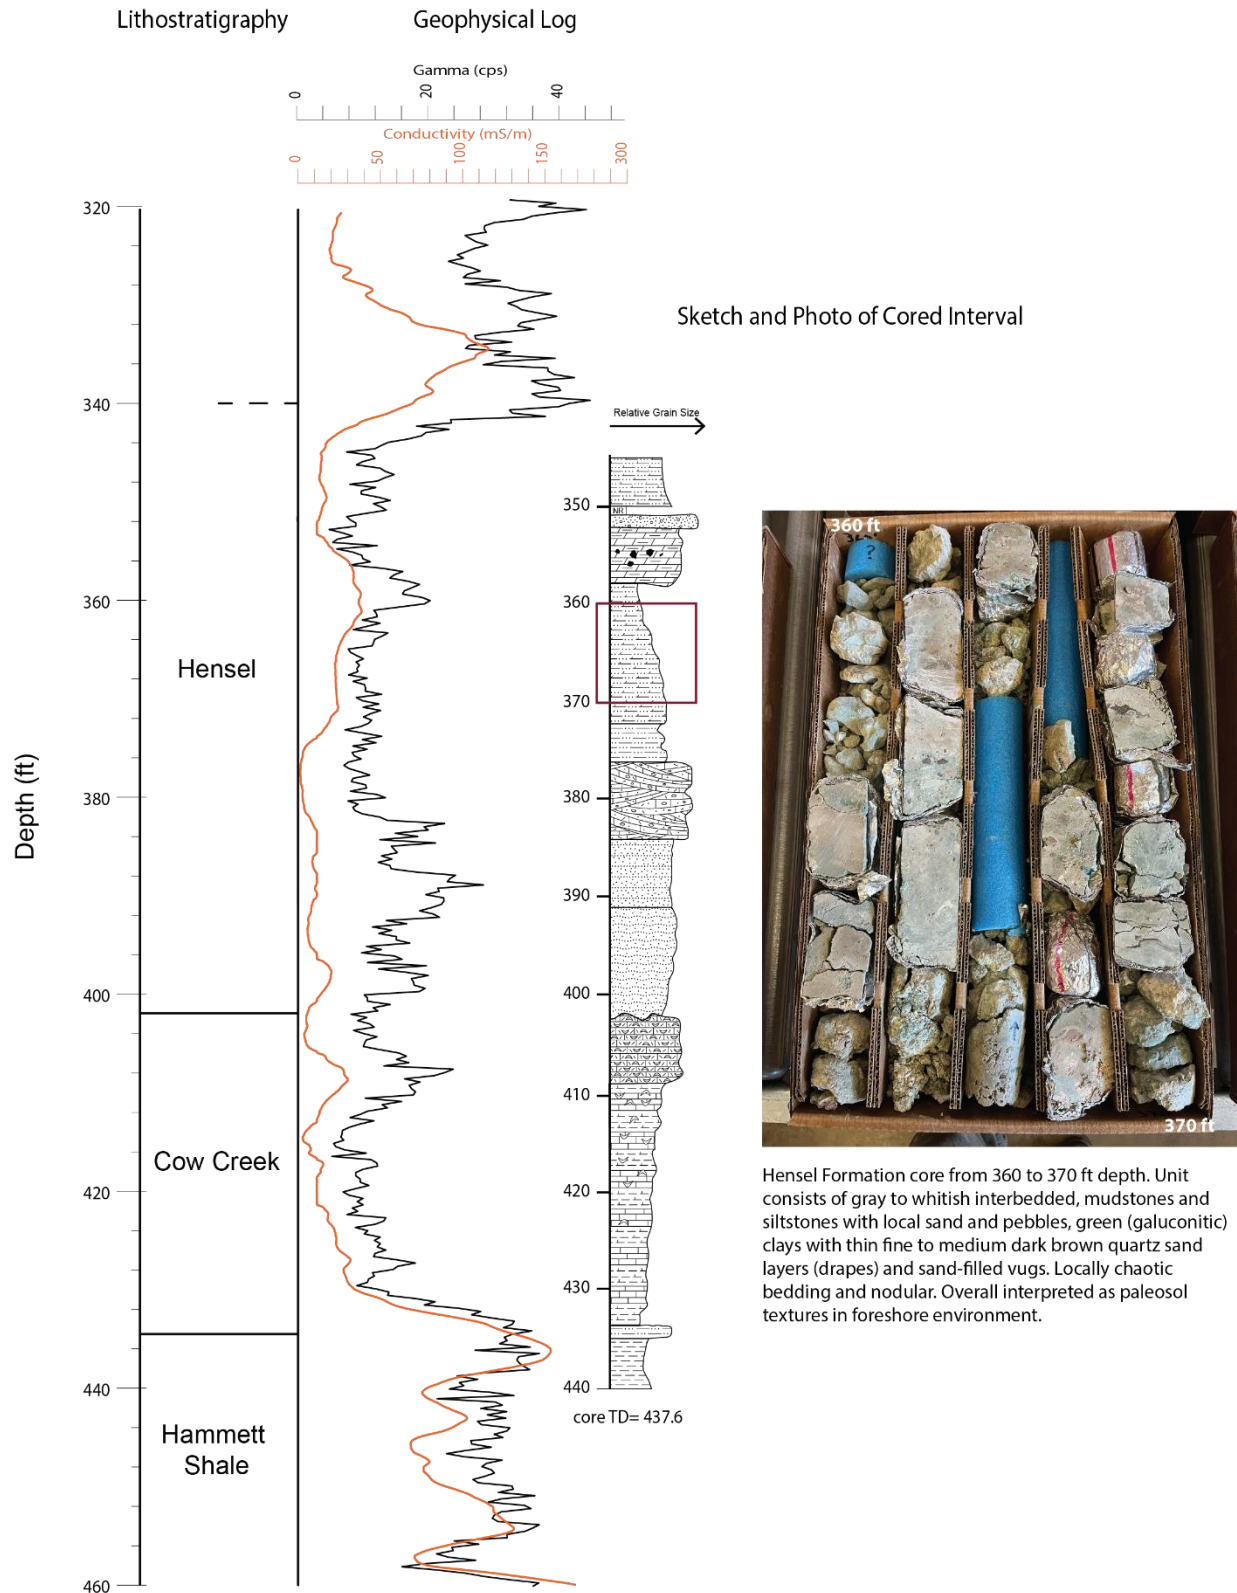 Lithostratigraphy
Geophysical Log
Gamma (cps)
0
20
40
Conductivity (mS/m)
0
50
100
150
300
Depth (ft)
320
340
360
380
400
420
440
460
Hensel
Cow Creek
Hammett
Shale
Sketch and Photo of Cored Interval
Relative Grain Size
NR
350
360
370
380
390
400
410
420
430
440
core TD= 437.6
360 ft
?
370 ft
Hensel Formation core from 360 to 370 ft depth. Unit
consists of gray to whitish interbedded, mudstones and
siltstones with local sand and pebbles, green (galuconitic)
clays with thin fine to medium dark brown quartz sand
layers (drapes) and sand-filled vugs. Locally chaotic
bedding and nodular. Overall interpreted as paleosol
textures in foreshore environment.